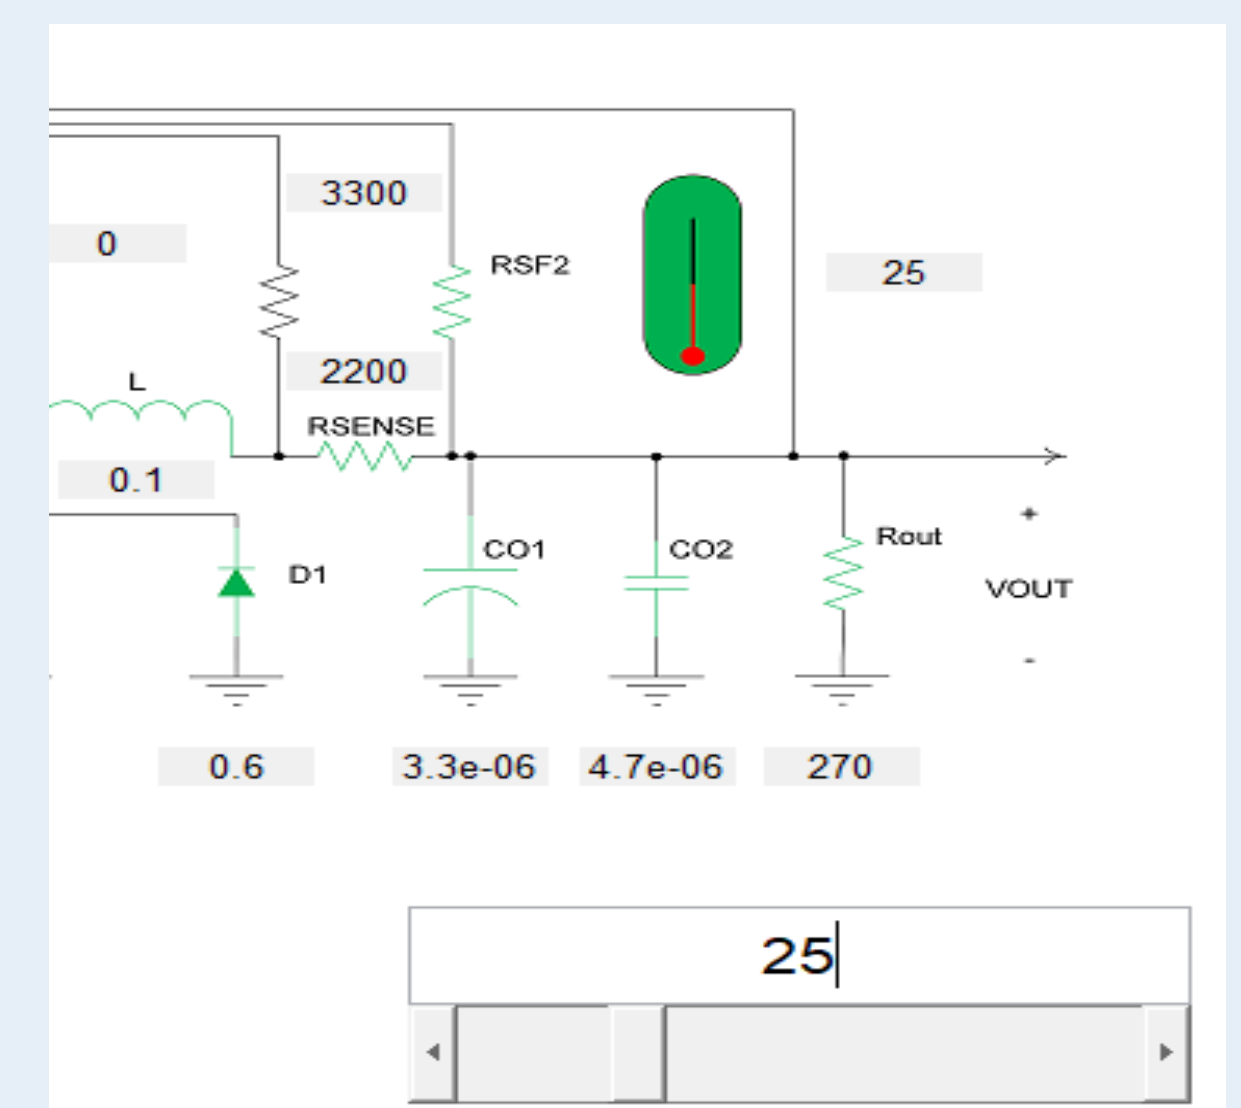 3300
0
RSF2
25
L
2200
RSENSE
0.1
+
CO1
CO2
Rout
D1
VOUT
-
0.6
3.3e-06
4.7e-06
270
25